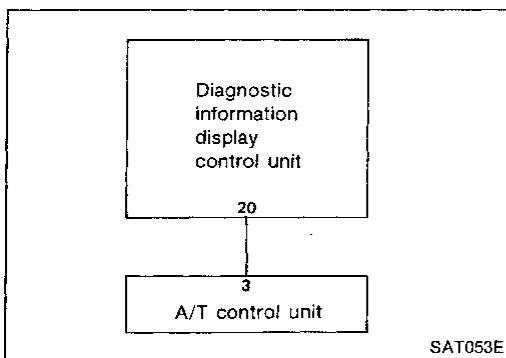 Diagnostic
information
display
control unit
20
3
A/T control unit
SAT053E